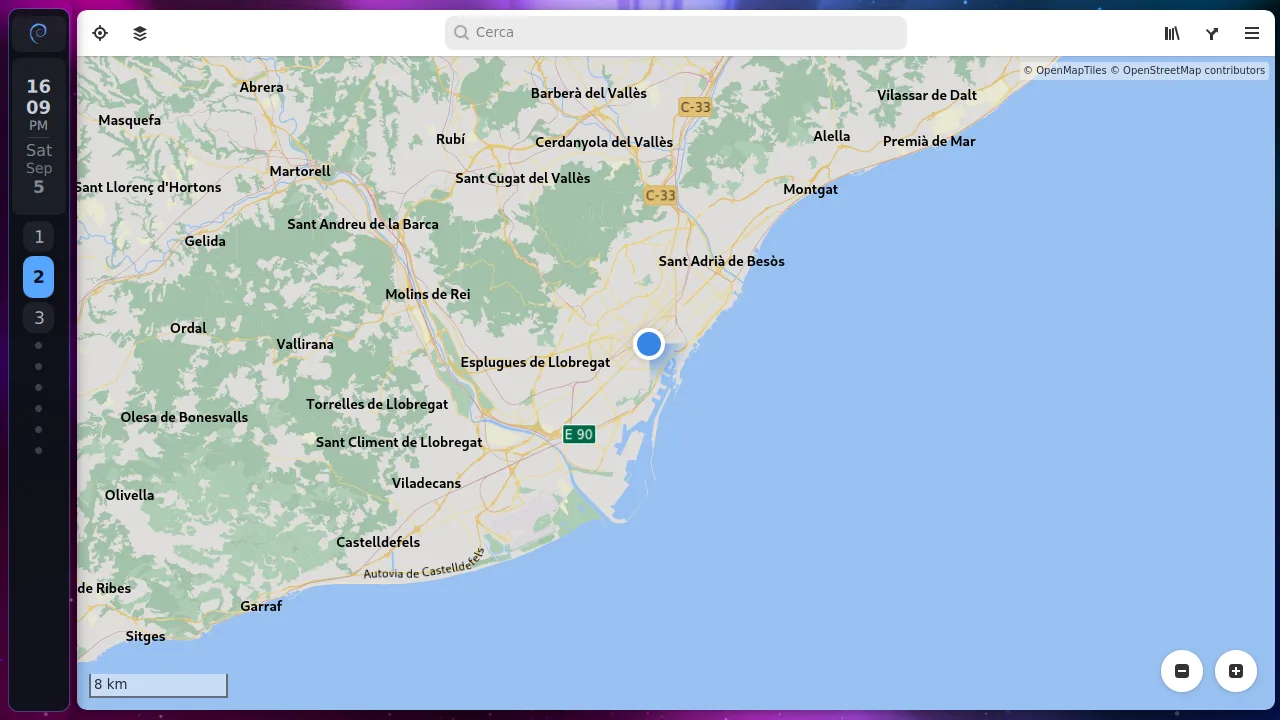 16
09
PM
Sat
Sep
5
1
2
3
Cerca
© OpenMapTiles © OpenStreetMap contributors
Abrera
Barberà del Vallès
Vilassar de Dalt
C-33
Masquefa
Rubí
Cerdanyola del Vallès
Alella
Premià de Mar
Martorell
Sant Cugat del Vallès
Sant Llorenç d'Hortons
C-33
Montgat
Sant Andreu de la Barca
Gelida
Sant Adrià de Besòs
Molins de Rei
Ordal
Vallirana
Esplugues de Llobregat
Torrelles de Llobregat
Olesa de Bonesvalls
E 90
Sant Climent de Llobregat
Viladecans
Olivella
Castelldefels
Autovia de Castelldefels
de Ribes
Garraf
Sitges
8 km